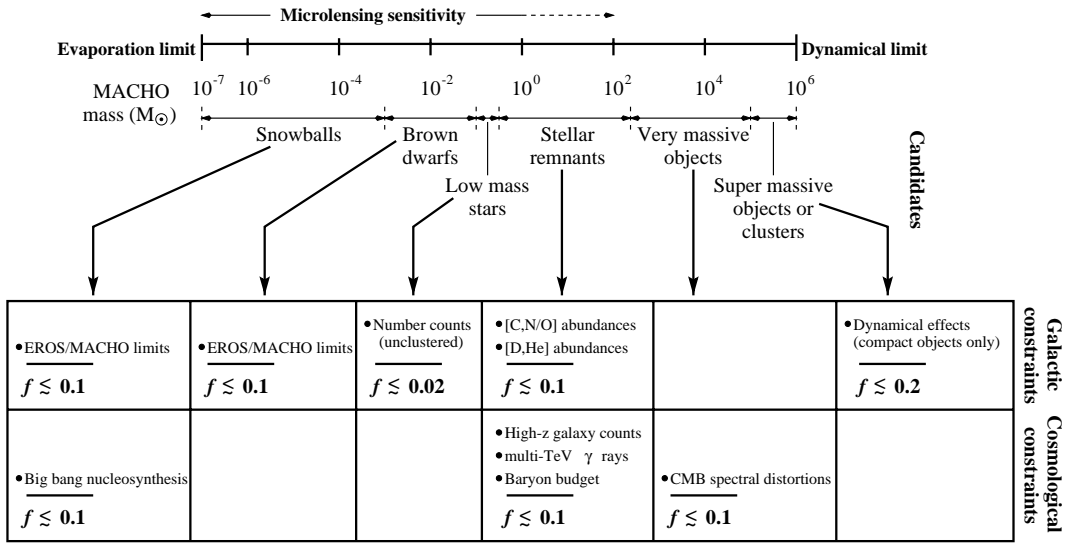 Microlensing sensitivity
Evaporation limit
Dynamical limit
MACHO
mass (M⊙)
10⁻⁷ 10⁻⁶ 10⁻⁴ 10⁻² 10⁰ 10² 10⁴ 10⁶
Snowballs
Brown
dwarfs
Low mass
stars
Stellar
remnants
Very massive
objects
Super massive
objects or
clusters
Candidates
•EROS/MACHO limits
f ≲ 0.1
•EROS/MACHO limits
f ≲ 0.1
•Number counts
(unclustered)
f ≲ 0.02
•[C,N/O] abundances
•[D,He] abundances
f ≲ 0.1
•Dynamical effects
(compact objects only)
f ≲ 0.2
Galactic
constraints
•Big bang nucleosynthesis
f ≲ 0.1
•High-z galaxy counts
•multi-TeV γ rays
•Baryon budget
f ≲ 0.1
•CMB spectral distortions
f ≲ 0.1
Cosmological
constraints